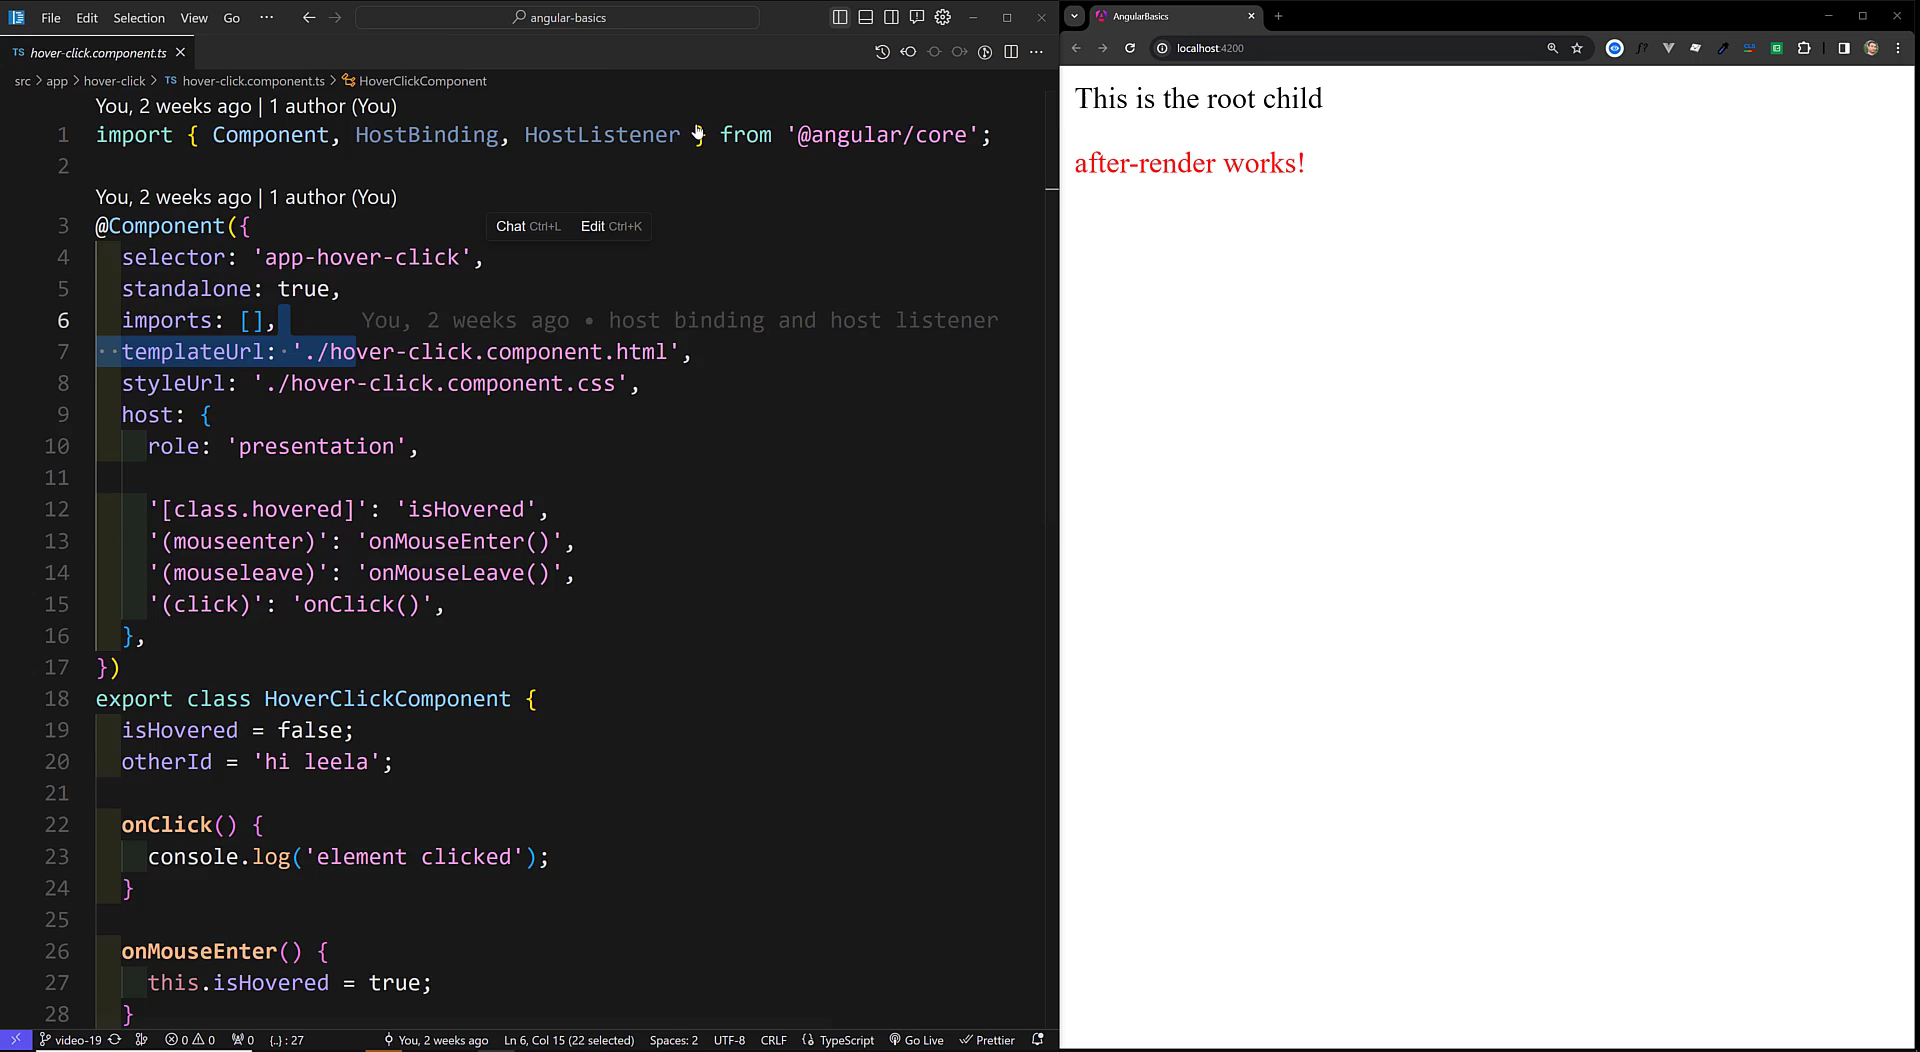 File Edit Selection View Go ··· angular-basics
TS hover-click.component.ts
src > app > hover-click > TS hover-click.component.ts > HoverClickComponent
You, 2 weeks ago | 1 author (You)
1 import { Component, HostBinding, HostListener } from '@angular/core';
2
You, 2 weeks ago | 1 author (You)
3 @Component({
Chat Ctrl+L Edit Ctrl+K
4 selector: 'app-hover-click',
5 standalone: true,
6 imports: [], You, 2 weeks ago • host binding and host listener
7 templateUrl: './hover-click.component.html',
8 styleUrl: './hover-click.component.css',
9 host: {
10 role: 'presentation',
11
12 '[class.hovered]': 'isHovered',
13 '(mouseenter)': 'onMouseEnter()',
14 '(mouseleave)': 'onMouseLeave()',
15 '(click)': 'onClick()',
16 },
17 })
18 export class HoverClickComponent {
19 isHovered = false;
20 otherId = 'hi leela';
21
22 onClick() {
23 console.log('element clicked');
24 }
25
26 onMouseEnter() {
27 this.isHovered = true;
28 }
video-19 0 0 0 {..} : 27 You, 2 weeks ago Ln 6, Col 15 (22 selected) Spaces: 2 UTF-8 CRLF TypeScript Go Live Prettier
AngularBasics
localhost:4200
This is the root child
after-render works!